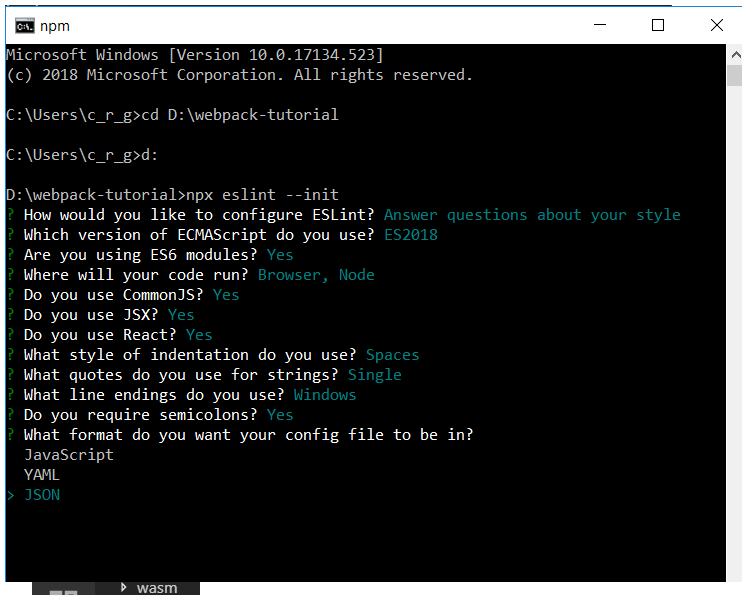 npm
Microsoft Windows [Version 10.0.17134.523]
(c) 2018 Microsoft Corporation. All rights reserved.
C:\Users\c_r_g>cd D:\webpack-tutorial
C:\Users\c_r_g>d:
D:\webpack-tutorial>npx eslint --init
? How would you like to configure ESLint? Answer questions about your style
? Which version of ECMAScript do you use? ES2018
? Are you using ES6 modules? Yes
? Where will your code run? Browser, Node
? Do you use CommonJS? Yes
? Do you use JSX? Yes
? Do you use React? Yes
? What style of indentation do you use? Spaces
? What quotes do you use for strings? Single
? What line endings do you use? Windows
? Do you require semicolons? Yes
? What format do you want your config file to be in?
JavaScript
YAML
> JSON
wasm